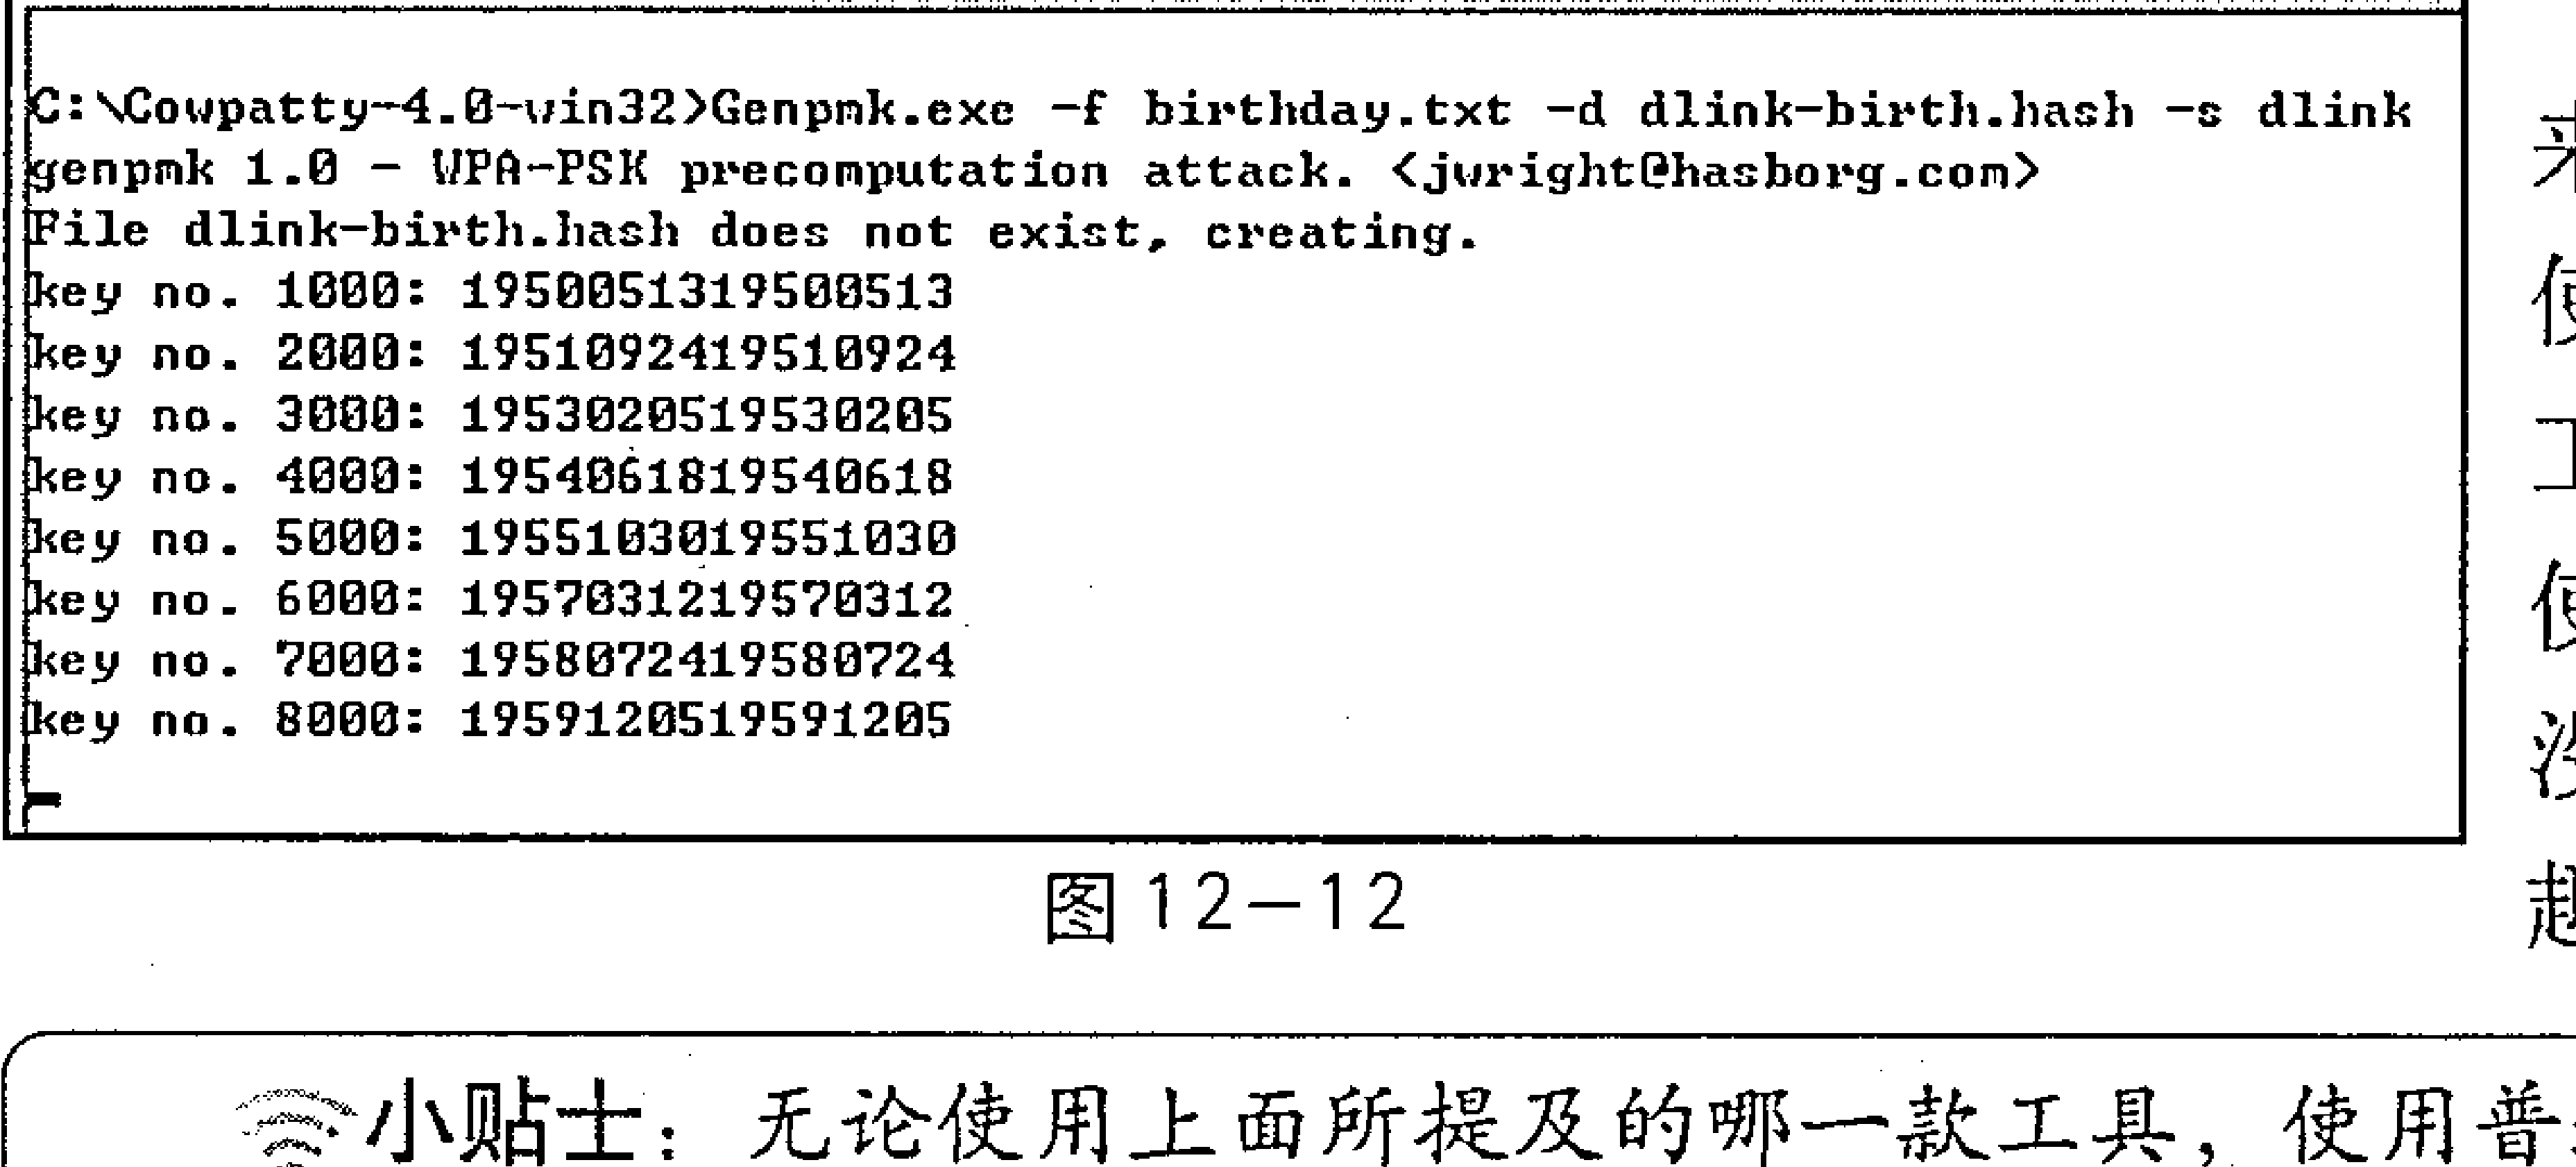 C:\Cowpatty-4.0-win32>Genpmk.exe -f birthday.txt -d dlink-birth.hash -s dlink
genpmk 1.0 - WPA-PSK precomputation attack. <jwright@hasborg.com>
File dlink-birth.hash does not exist, creating.
key no. 1000: 1950051319500513
key no. 2000: 1951092419510924
key no. 3000: 1953020519530205
key no. 4000: 1954061819540618
key no. 5000: 1955103019551030
key no. 6000: 1957031219570312
key no. 7000: 1958072419580724
key no. 8000: 1959120519591205
图 12-12
小贴士：无论使用上面所提及的哪一款工具，使用普